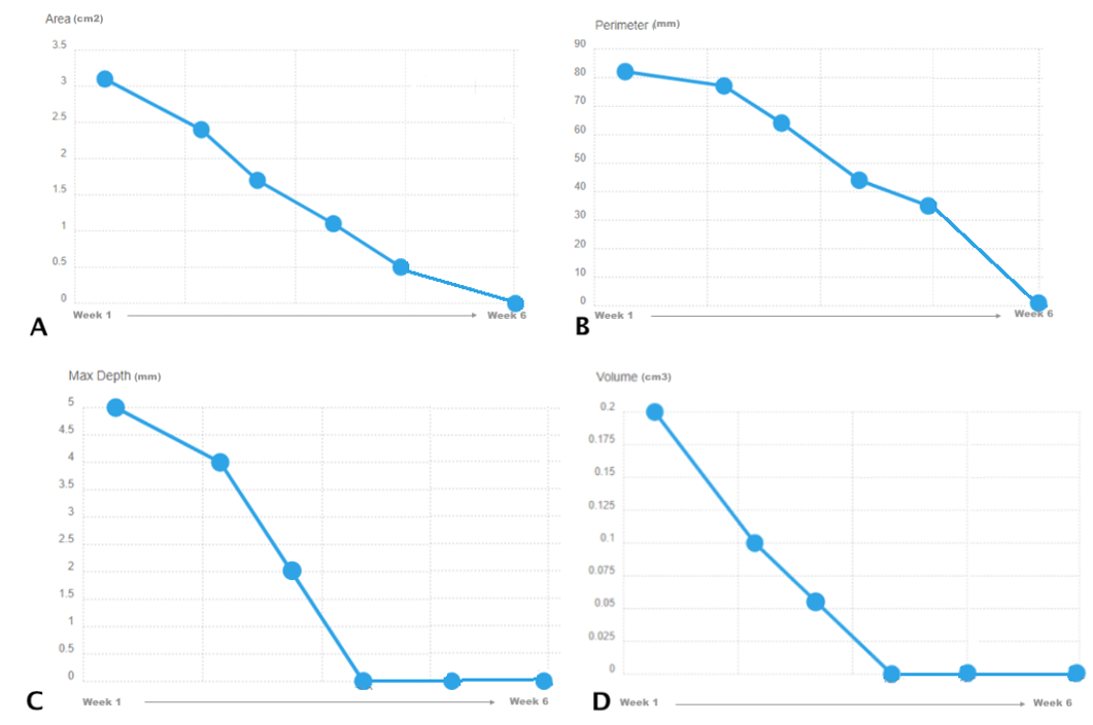 Area (cm2)
3.5
3
2.5
2
1.5
1
0.5
0
Week 1
Week 6
A
Perimeter (mm)
90
80
70
60
50
40
30
20
10
0
Week 1
Week 6
B
Max Depth (mm)
5
4.5
4
3.5
3
2.5
2
1.5
1
0.5
0
Week 1
Week 6
C
Volume (cm3)
0.2
0.175
0.15
0.125
0.1
0.075
0.05
0.025
0
Week 1
Week 6
D